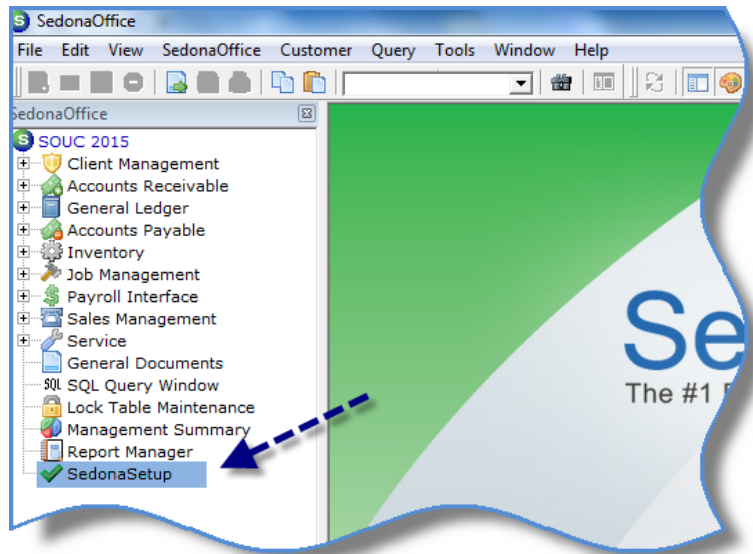 SedonaOffice
File Edit View SedonaOffice Customer Query Tools Window Help
SedonaOffice
SOUC 2015
Client Management
Accounts Receivable
General Ledger
Accounts Payable
Inventory
Job Management
Payroll Interface
Sales Management
Service
General Documents
SQL SQL Query Window
Lock Table Maintenance
Management Summary
Report Manager
SedonaSetup
Se
The #1